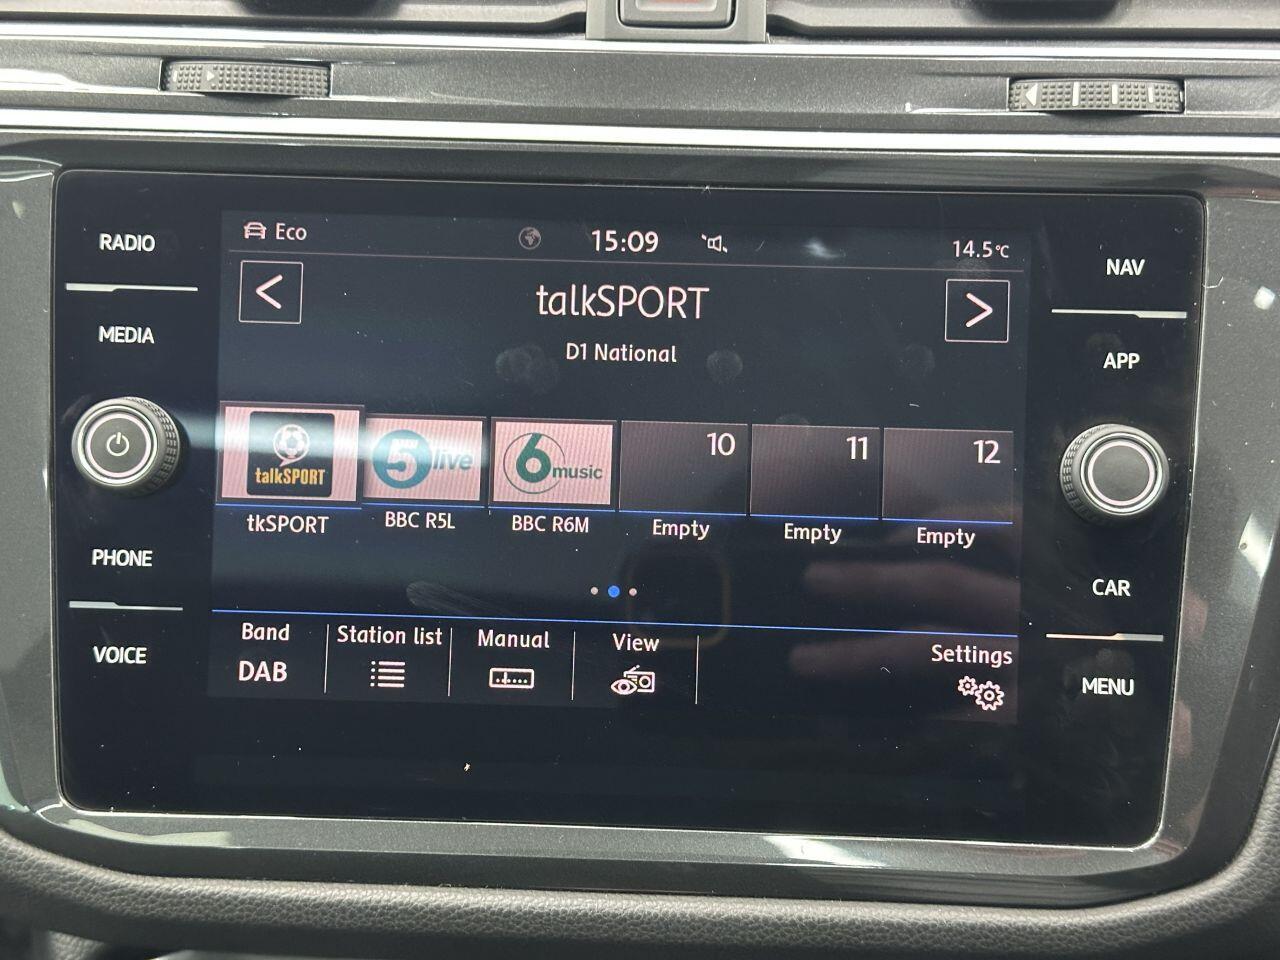 RADIO
MEDIA
PHONE
VOICE
Eco
15:09
14.5°C
talkSPORT
D1 National
talkSPORT
5 live
6 music
10
11
12
tkSPORT
BBC R5L
BBC R6M
Empty
Empty
Empty
Band
DAB
Station list
Manual
View
Settings
NAV
APP
CAR
MENU